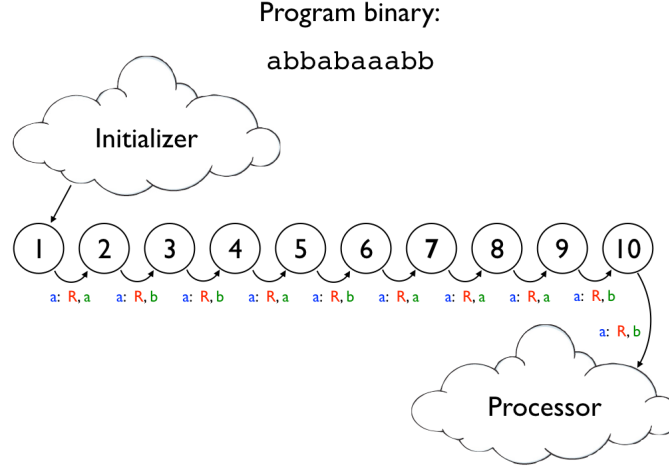 Program binary:
abbabaaabb
Initializer
1 2 3 4 5 6 7 8 9 10
a: R, a a: R, b a: R, b a: R, a a: R, b a: R, a a: R, a a: R, a a: R, b
a: R, b
Processor